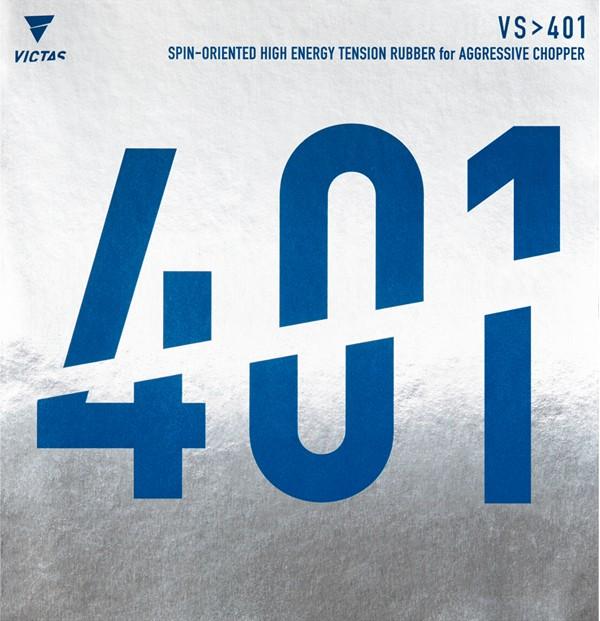 VICTAS
VS>401
SPIN-ORIENTED HIGH ENERGY TENSION RUBBER for AGGRESSIVE CHOPPER
401